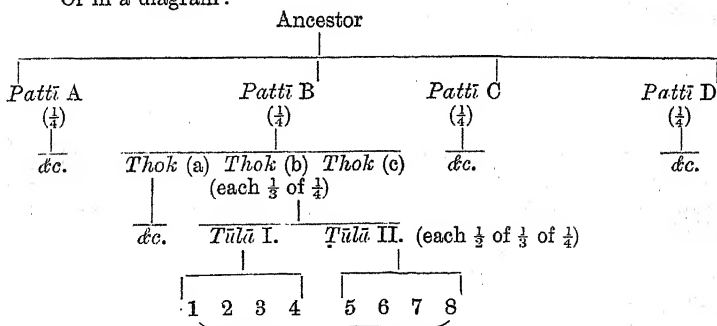 Or in a diagram:
Ancestor
Pattī A Pattī B Pattī C Pattī D
(¼) (¼) (¼) (¼)
&c. Thok (a) Thok (b) Thok (c) &c. &c.
(each ⅓ of ¼)
&c. Tūlā I. Tūlā II. (each ½ of ⅓ of ¼)
1 2 3 4 5 6 7 8